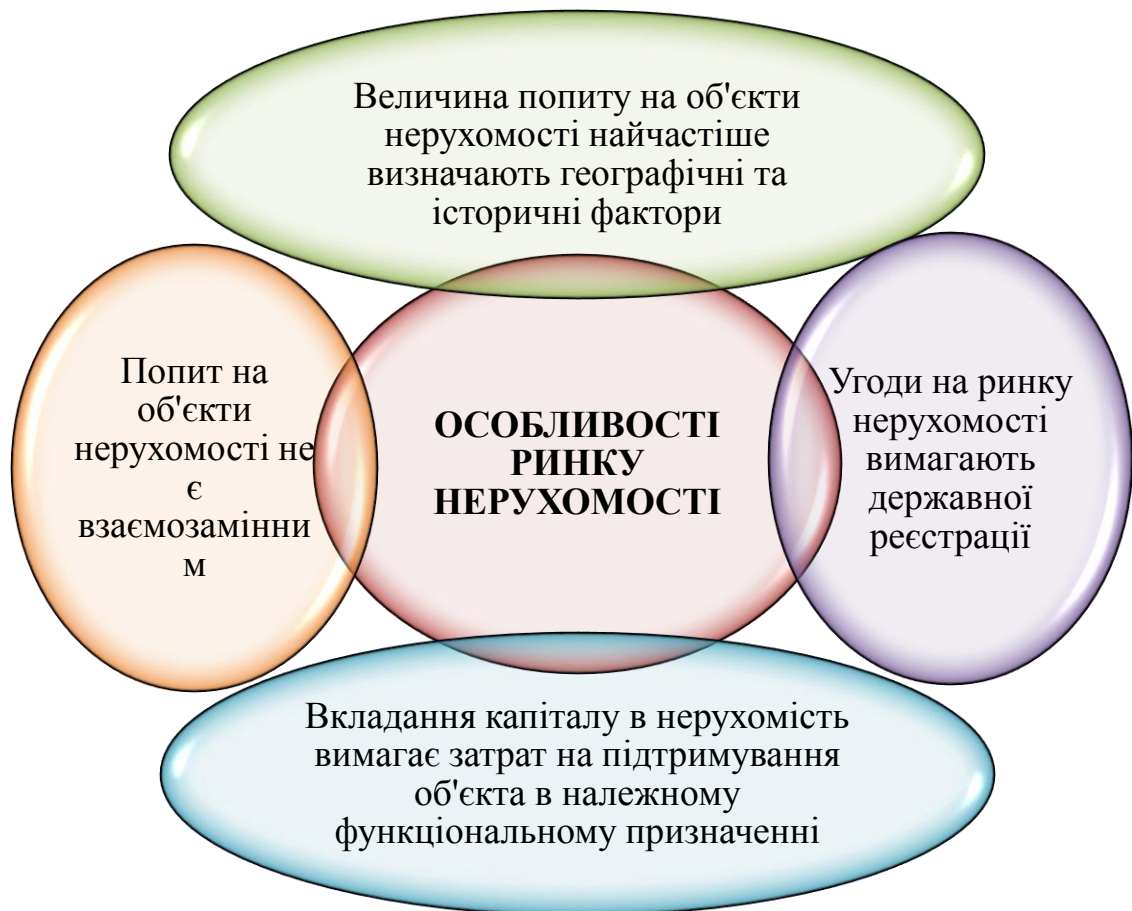 Величина попиту на об'єкти
нерухомості найчастіше
визначають географічні та
історичні фактори
Попит на
об'єкти
нерухомості не
є
взаємозамінни
м
ОСОБЛИВОСТІ
РИНКУ
НЕРУХОМОСТІ
Угоди на ринку
нерухомості
вимагають
державної
реєстрації
Вкладання капіталу в нерухомість
вимагає затрат на підтримування
об'єкта в належному
функціональному призначенні